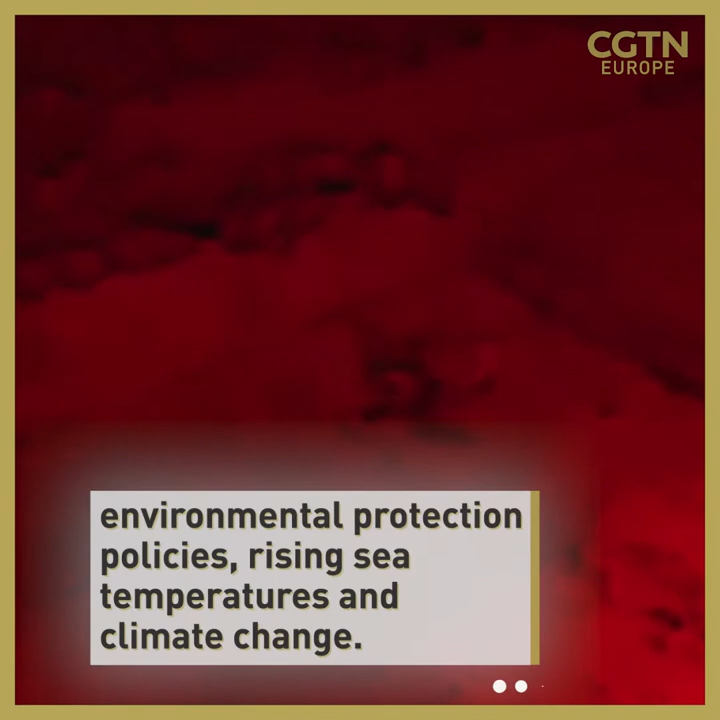 CGTN
EUROPE
environmental protection
policies, rising sea
temperatures and
climate change.